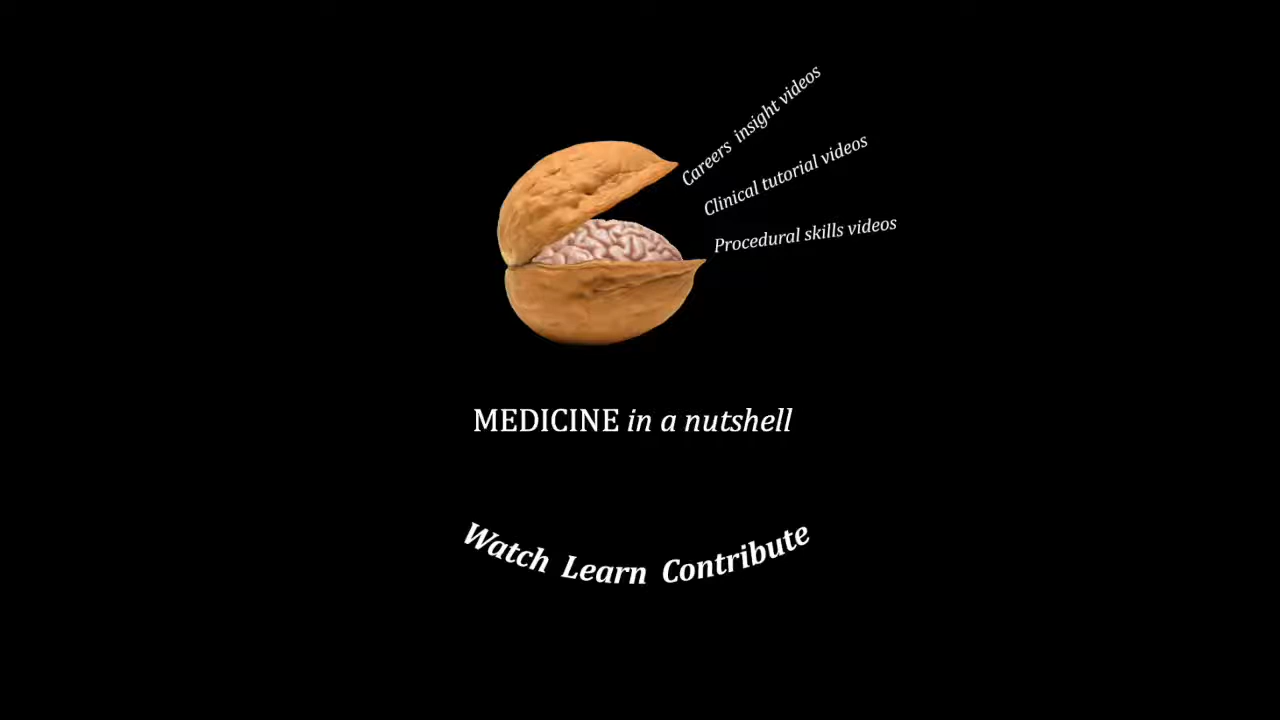 Careers insight videos
Clinical tutorial videos
Procedural skills videos
MEDICINE in a nutshell
Watch Learn Contribute